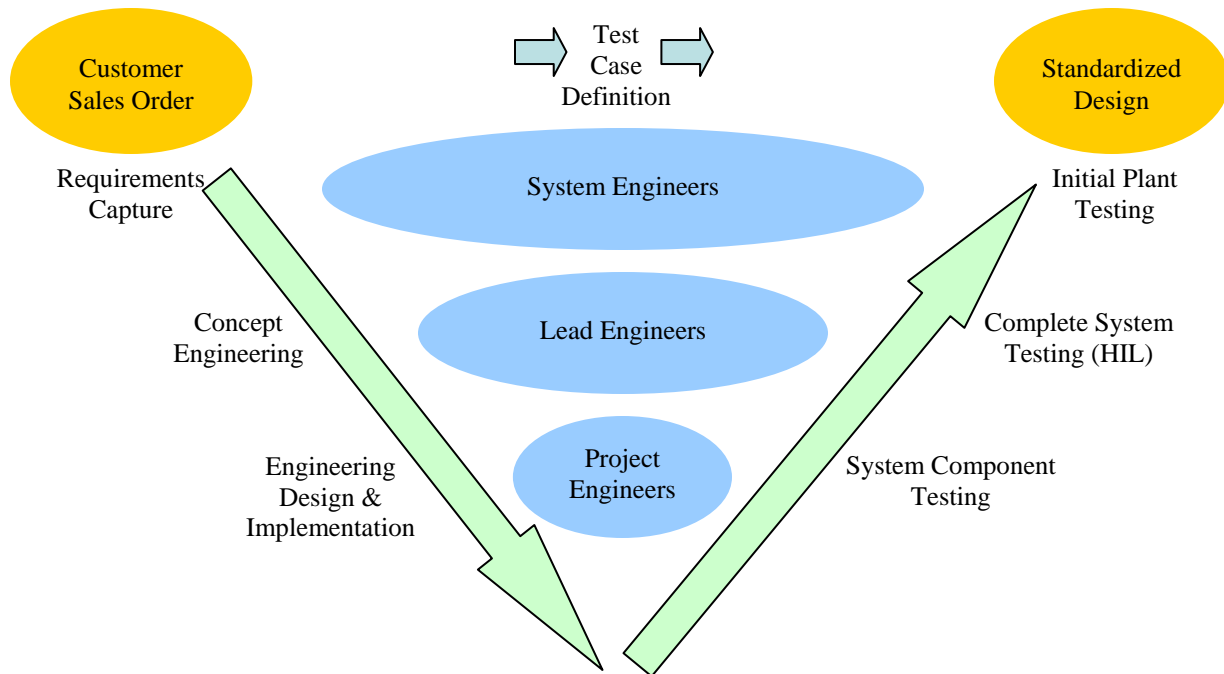 Customer
Sales Order
Test
Case
Definition
Standardized
Design
Requirements
Capture
System Engineers
Initial Plant
Testing
Concept
Engineering
Lead Engineers
Complete System
Testing (HIL)
Engineering
Design &
Implementation
Project
Engineers
System Component
Testing